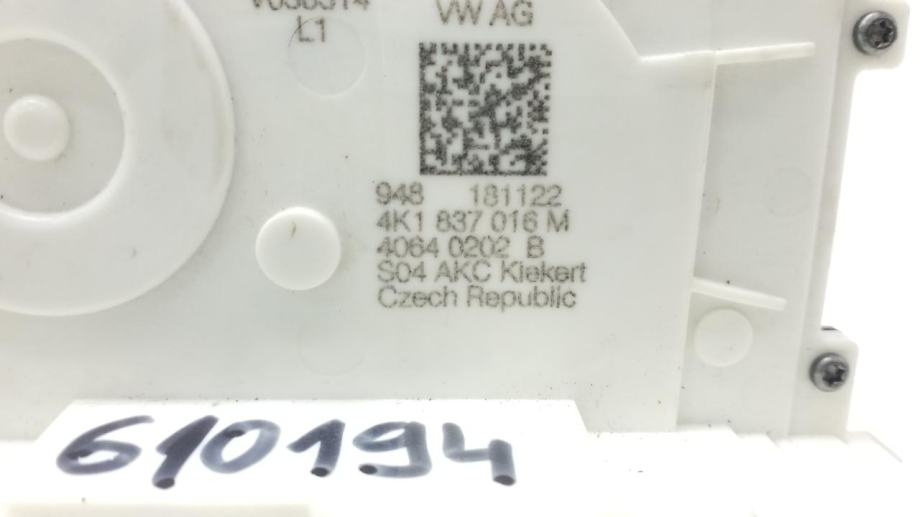 VW AG
L1
948 181122
4K1 837 016 M
4064 0202 B
S04 AKC Kiekert
Czech Republic
610194